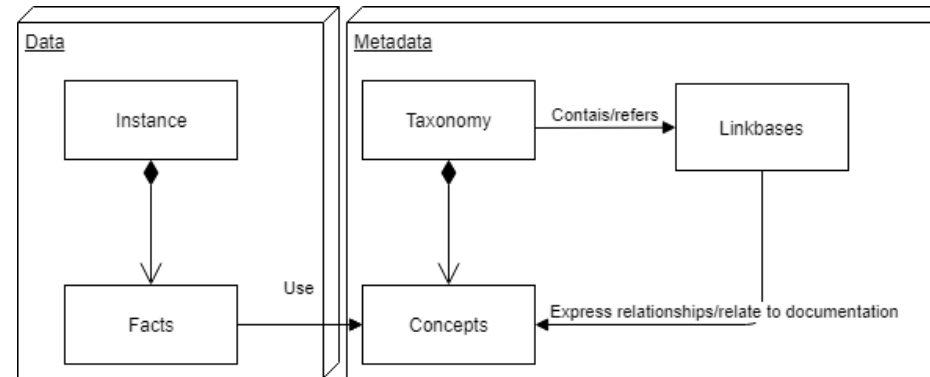 Data
Metadata
Instance
Taxonomy
Contais/refers
Linkbases
Use
Facts
Concepts
Express relationships/relate to documentation